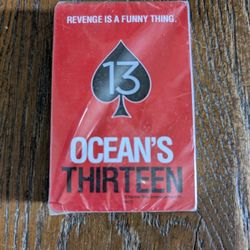 REVENGE IS A FUNNY THING.
13
OCEAN'S
THIRTEEN